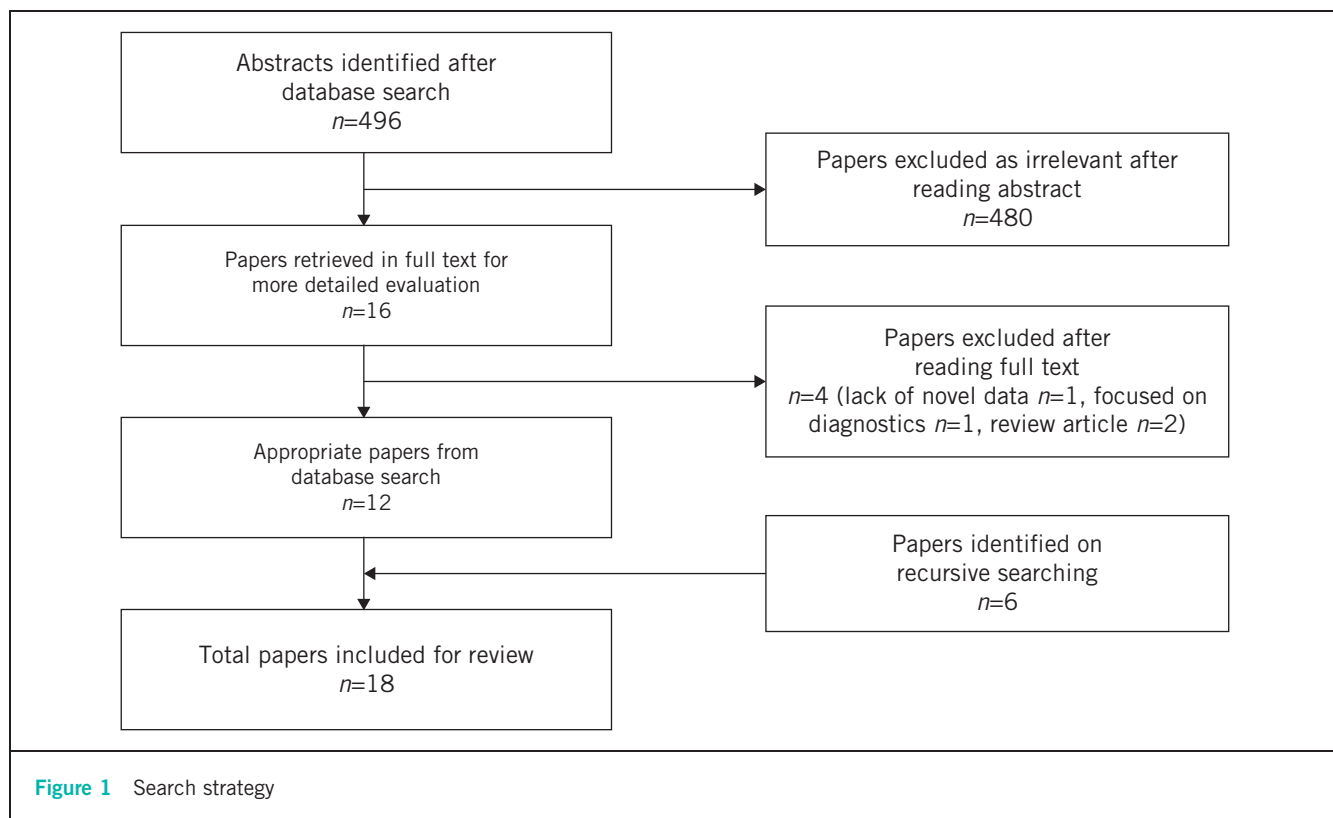 Abstracts identified after
database search
n=496
Papers excluded as irrelevant after
reading abstract
n=480
Papers retrieved in full text for
more detailed evaluation
n=16
Papers excluded after
reading full text
n=4 (lack of novel data n=1, focused on
diagnostics n=1, review article n=2)
Appropriate papers from
database search
n=12
Papers identified on
recursive searching
n=6
Total papers included for review
n=18
Figure 1 Search strategy